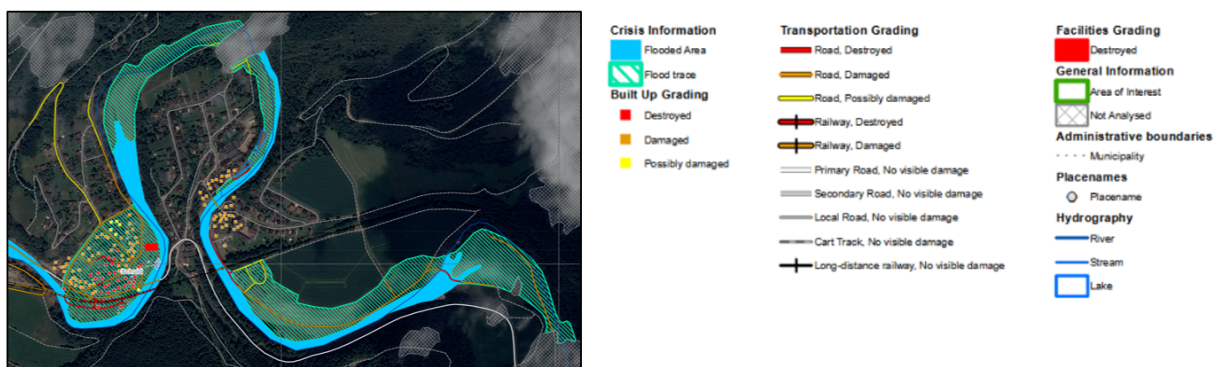 Crisis Information
Flooded Area
Flood trace
Built Up Grading
Destroyed
Damaged
Possibly damaged
Transportation Grading
Road, Destroyed
Road, Damaged
Road, Possibly damaged
Railway, Destroyed
Railway, Damaged
Primary Road, No visible damage
Secondary Road, No visible damage
Local Road, No visible damage
Cart Track, No visible damage
Long-distance railway, No visible damage
Facilities Grading
Destroyed
General Information
Area of Interest
Not Analysed
Administrative boundaries
Municipality
Placenames
Placename
Hydrography
River
Stream
Lake